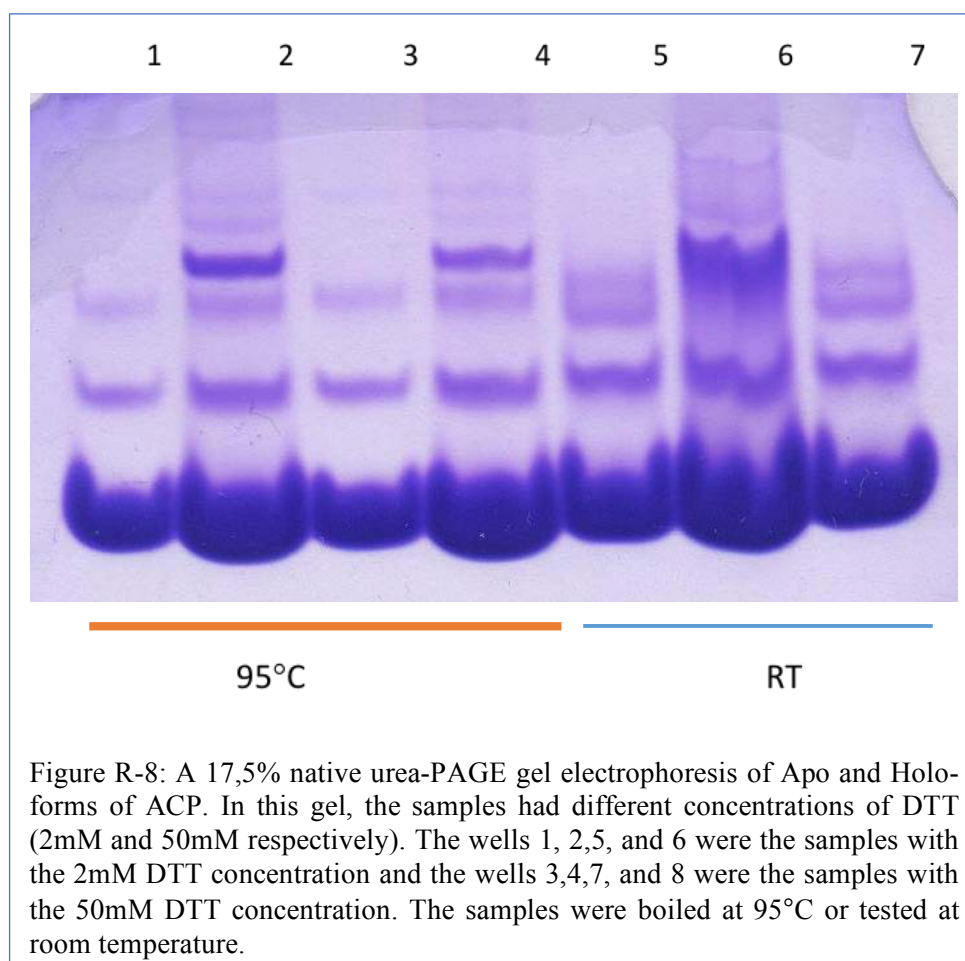 1 2 3 4 5 6 7
95°C RT
Figure R-8: A 17,5% native urea-PAGE gel electrophoresis of Apo and Holo-
forms of ACP. In this gel, the samples had different concentrations of DTT
(2mM and 50mM respectively). The wells 1, 2,5, and 6 were the samples with
the 2mM DTT concentration and the wells 3,4,7, and 8 were the samples with
the 50mM DTT concentration. The samples were boiled at 95°C or tested at
room temperature.